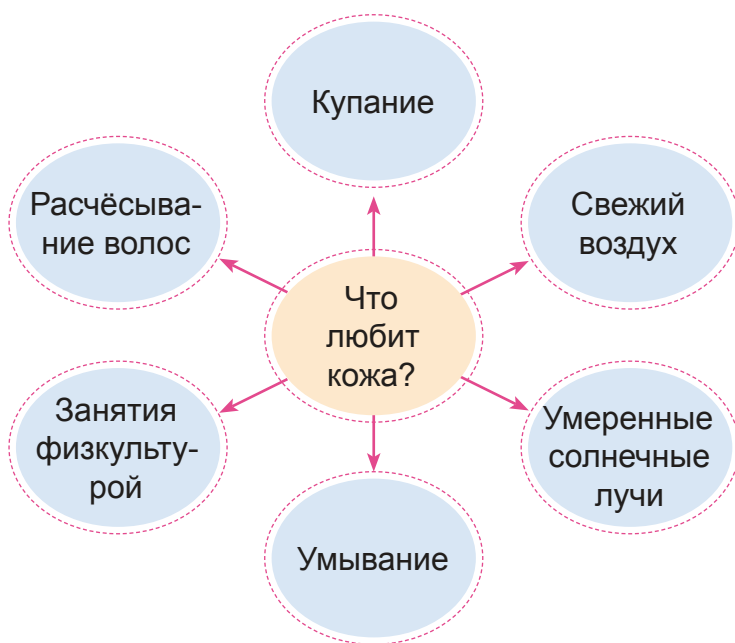 Купание
Расчёсыва-
ние волос
Свежий
воздух
Что
любит
кожа?
Занятия
физкульту-
рой
Умеренные
солнечные
лучи
Умывание